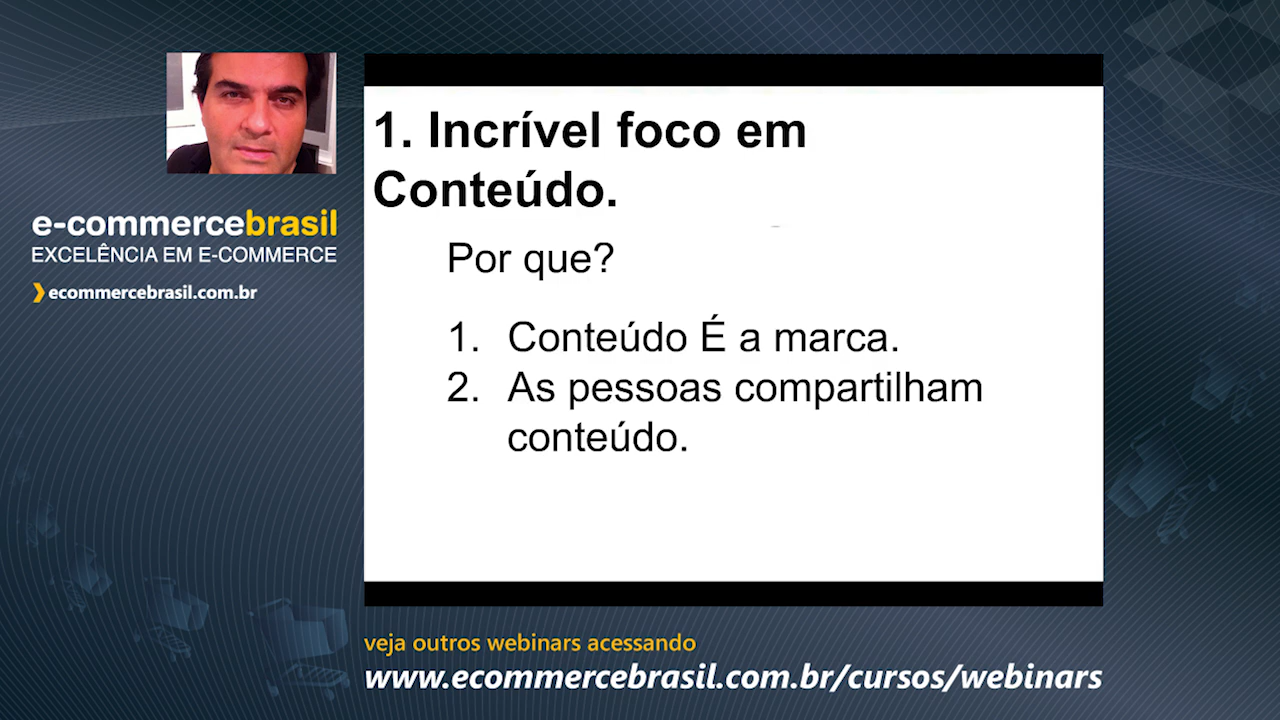 e-commercebrasil
EXCELÊNCIA EM E-COMMERCE
ecommercebrasil.com.br
1. Incrível foco em
Conteúdo.
Por que?
1. Conteúdo É a marca.
2. As pessoas compartilham
conteúdo.
veja outros webinars acessando
www.ecommercebrasil.com.br/cursos/webinars